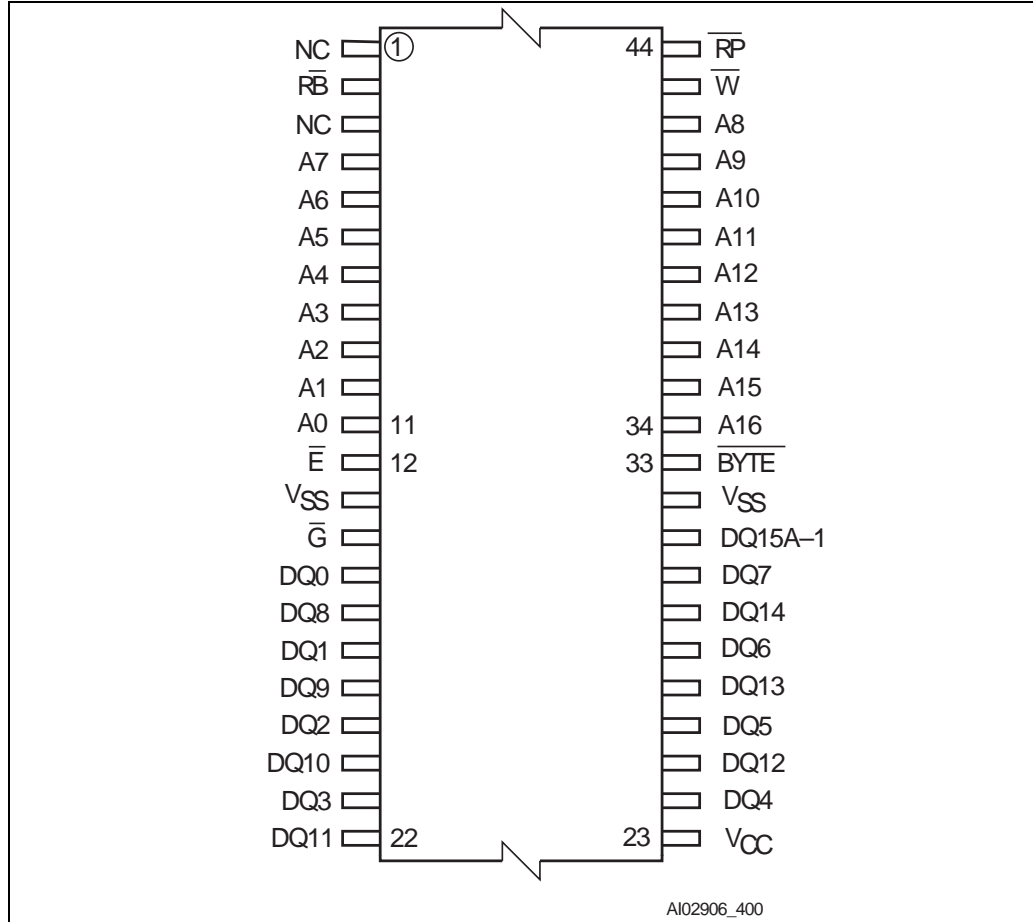 NC 1 44 R̅P̅
RB̅ W̅
NC A8
A7 A9
A6 A10
A5 A11
A4 A12
A3 A13
A2 A14
A1 A15
A0 11 34 A16
E̅ 12 33 B̅Y̅T̅E̅
VSS VSS
G̅ DQ15A–1
DQ0 DQ7
DQ8 DQ14
DQ1 DQ6
DQ9 DQ13
DQ2 DQ5
DQ10 DQ12
DQ3 DQ4
DQ11 22 23 VCC
AI02906_400